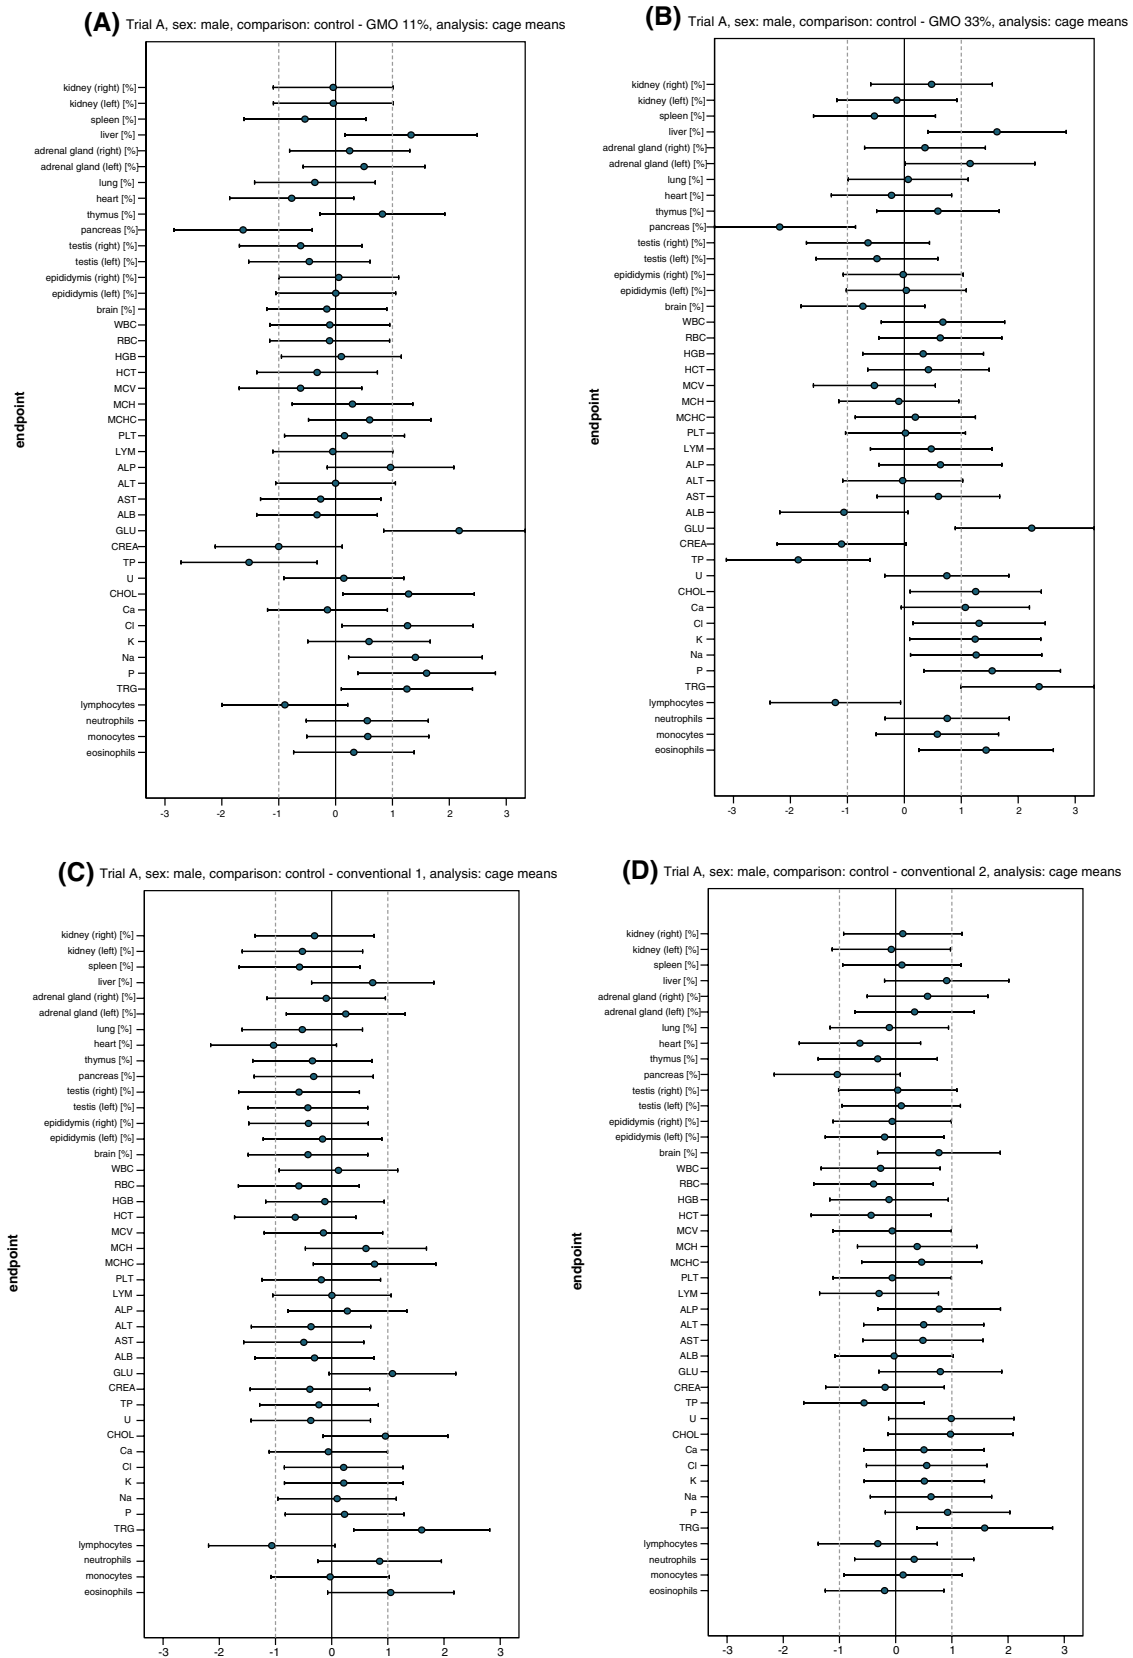 (A) Trial A, sex: male, comparison: control - GMO 11%, analysis: cage means
kidney (right) [%]
kidney (left) [%]
spleen [%]
liver [%]
adrenal gland (right) [%]
adrenal gland (left) [%]
lung [%]
heart [%]
thymus [%]
pancreas [%]
testis (right) [%]
testis (left) [%]
epididymis (right) [%]
epididymis (left) [%]
brain [%]
WBC
RBC
HGB
HCT
MCV
MCH
MCHC
PLT
LYM
ALP
ALT
AST
ALB
GLU
CREA
TP
U
CHOL
Ca
Cl
K
Na
P
TRG
lymphocytes
neutrophils
monocytes
eosinophils
endpoint
-3 -2 -1 0 1 2 3
(B) Trial A, sex: male, comparison: control - GMO 33%, analysis: cage means
kidney (right) [%]
kidney (left) [%]
spleen [%]
liver [%]
adrenal gland (right) [%]
adrenal gland (left) [%]
lung [%]
heart [%]
thymus [%]
pancreas [%]
testis (right) [%]
testis (left) [%]
epididymis (right) [%]
epididymis (left) [%]
brain [%]
WBC
RBC
HGB
HCT
MCV
MCH
MCHC
PLT
LYM
ALP
ALT
AST
ALB
GLU
CREA
TP
U
CHOL
Ca
Cl
K
Na
P
TRG
lymphocytes
neutrophils
monocytes
eosinophils
endpoint
-3 -2 -1 0 1 2 3
(C) Trial A, sex: male, comparison: control - conventional 1, analysis: cage means
kidney (right) [%]
kidney (left) [%]
spleen [%]
liver [%]
adrenal gland (right) [%]
adrenal gland (left) [%]
lung [%]
heart [%]
thymus [%]
pancreas [%]
testis (right) [%]
testis (left) [%]
epididymis (right) [%]
epididymis (left) [%]
brain [%]
WBC
RBC
HGB
HCT
MCV
MCH
MCHC
PLT
LYM
ALP
ALT
AST
ALB
GLU
CREA
TP
U
CHOL
Ca
Cl
K
Na
P
TRG
lymphocytes
neutrophils
monocytes
eosinophils
endpoint
-3 -2 -1 0 1 2 3
(D) Trial A, sex: male, comparison: control - conventional 2, analysis: cage means
kidney (right) [%]
kidney (left) [%]
spleen [%]
liver [%]
adrenal gland (right) [%]
adrenal gland (left) [%]
lung [%]
heart [%]
thymus [%]
pancreas [%]
testis (right) [%]
testis (left) [%]
epididymis (right) [%]
epididymis (left) [%]
brain [%]
WBC
RBC
HGB
HCT
MCV
MCH
MCHC
PLT
LYM
ALP
ALT
AST
ALB
GLU
CREA
TP
U
CHOL
Ca
Cl
K
Na
P
TRG
lymphocytes
neutrophils
monocytes
eosinophils
endpoint
-3 -2 -1 0 1 2 3